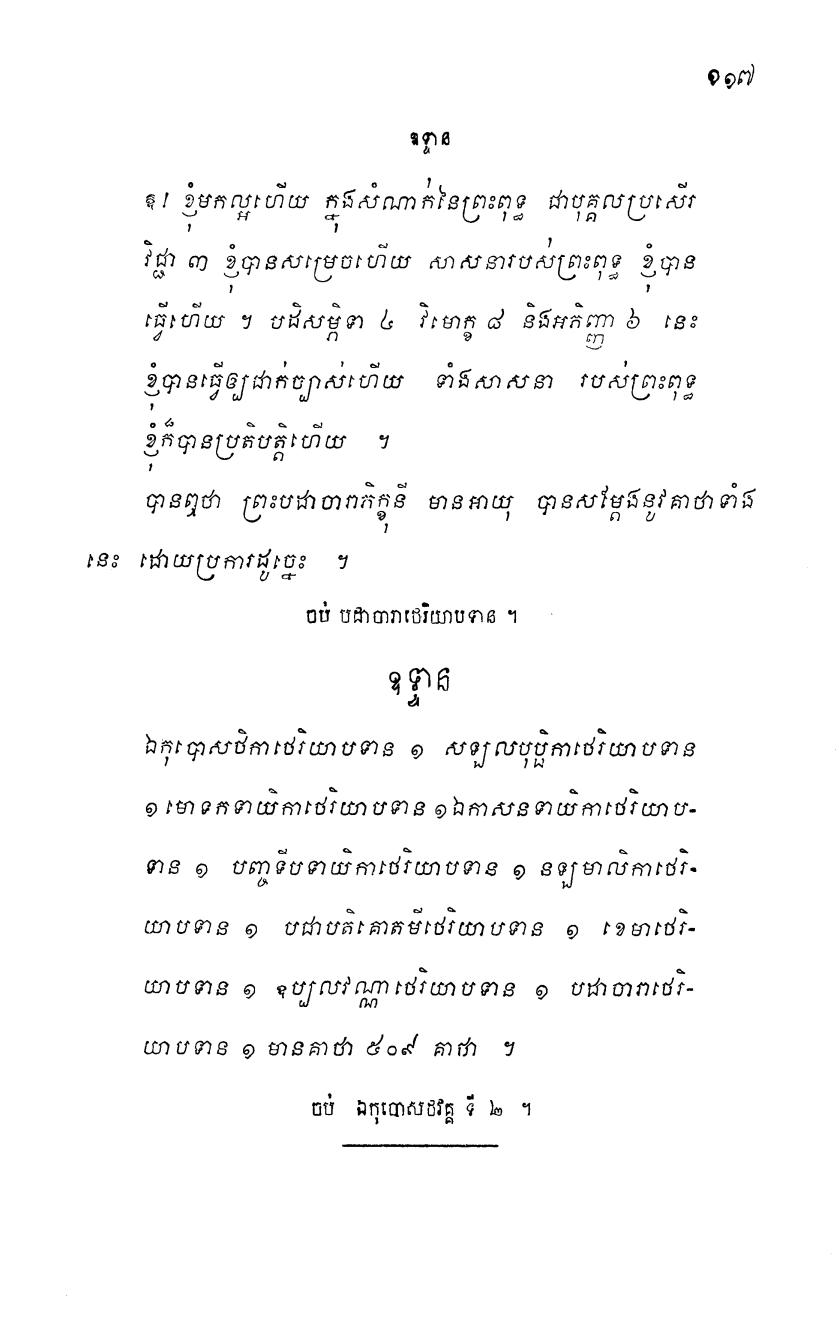 ១១៧
ឧទ្ទាន
ឱ! ខ្ញុំមកល្អហើយ ក្នុងសំណាក់នៃព្រះពុទ្ធ ជាបុគ្គលប្រសើរ
វិជ្ជា ៣ ខ្ញុំបានសម្រេចហើយ សាសនារបស់ព្រះពុទ្ធ ខ្ញុំបាន
ធ្វើហើយ ។ បដិសម្ភិទា ៤ វិមោក្ខ ៨ និងអភិញ្ញា ៦ នេះ
ខ្ញុំបានធ្វើឲ្យជាក់ច្បាស់ហើយ ទាំងសាសនា របស់ព្រះពុទ្ធ
ខ្ញុំក៏បានប្រតិបត្តិហើយ ។
បានឮថា ព្រះបដាចារាភិក្ខុនី មានអាយុ បានសម្តែងនូវគាថាទាំង
នេះ ដោយប្រការដូច្នេះ ។
ចប់ បដាចារាថេរិយាបទាន ។
ឧទ្ទាន
ឯកុបោសថិកាថេរិយាបទាន ១ សឡលបុប្ផិកាថេរិយាបទាន
១ មោទកទាយិកាថេរិយាបទាន ១ ឯកាសនទាយិកាថេរិយាប-
ទាន ១ បញ្ចទីបទាយិកាថេរិយាបទាន ១ នឡមាលិកាថេរិ-
យាបទាន ១ បជាបតិគោតមីថេរិយាបទាន ១ ខេមាថេរិ-
យាបទាន ១ ឧប្បលវណ្ណាថេរិយាបទាន ១ បដាចារាថេរិ-
យាបទាន ១ មានគាថា ៥០៩ គាថា ។
ចប់ ឯកុបោសថវគ្គ ទី ២ ។